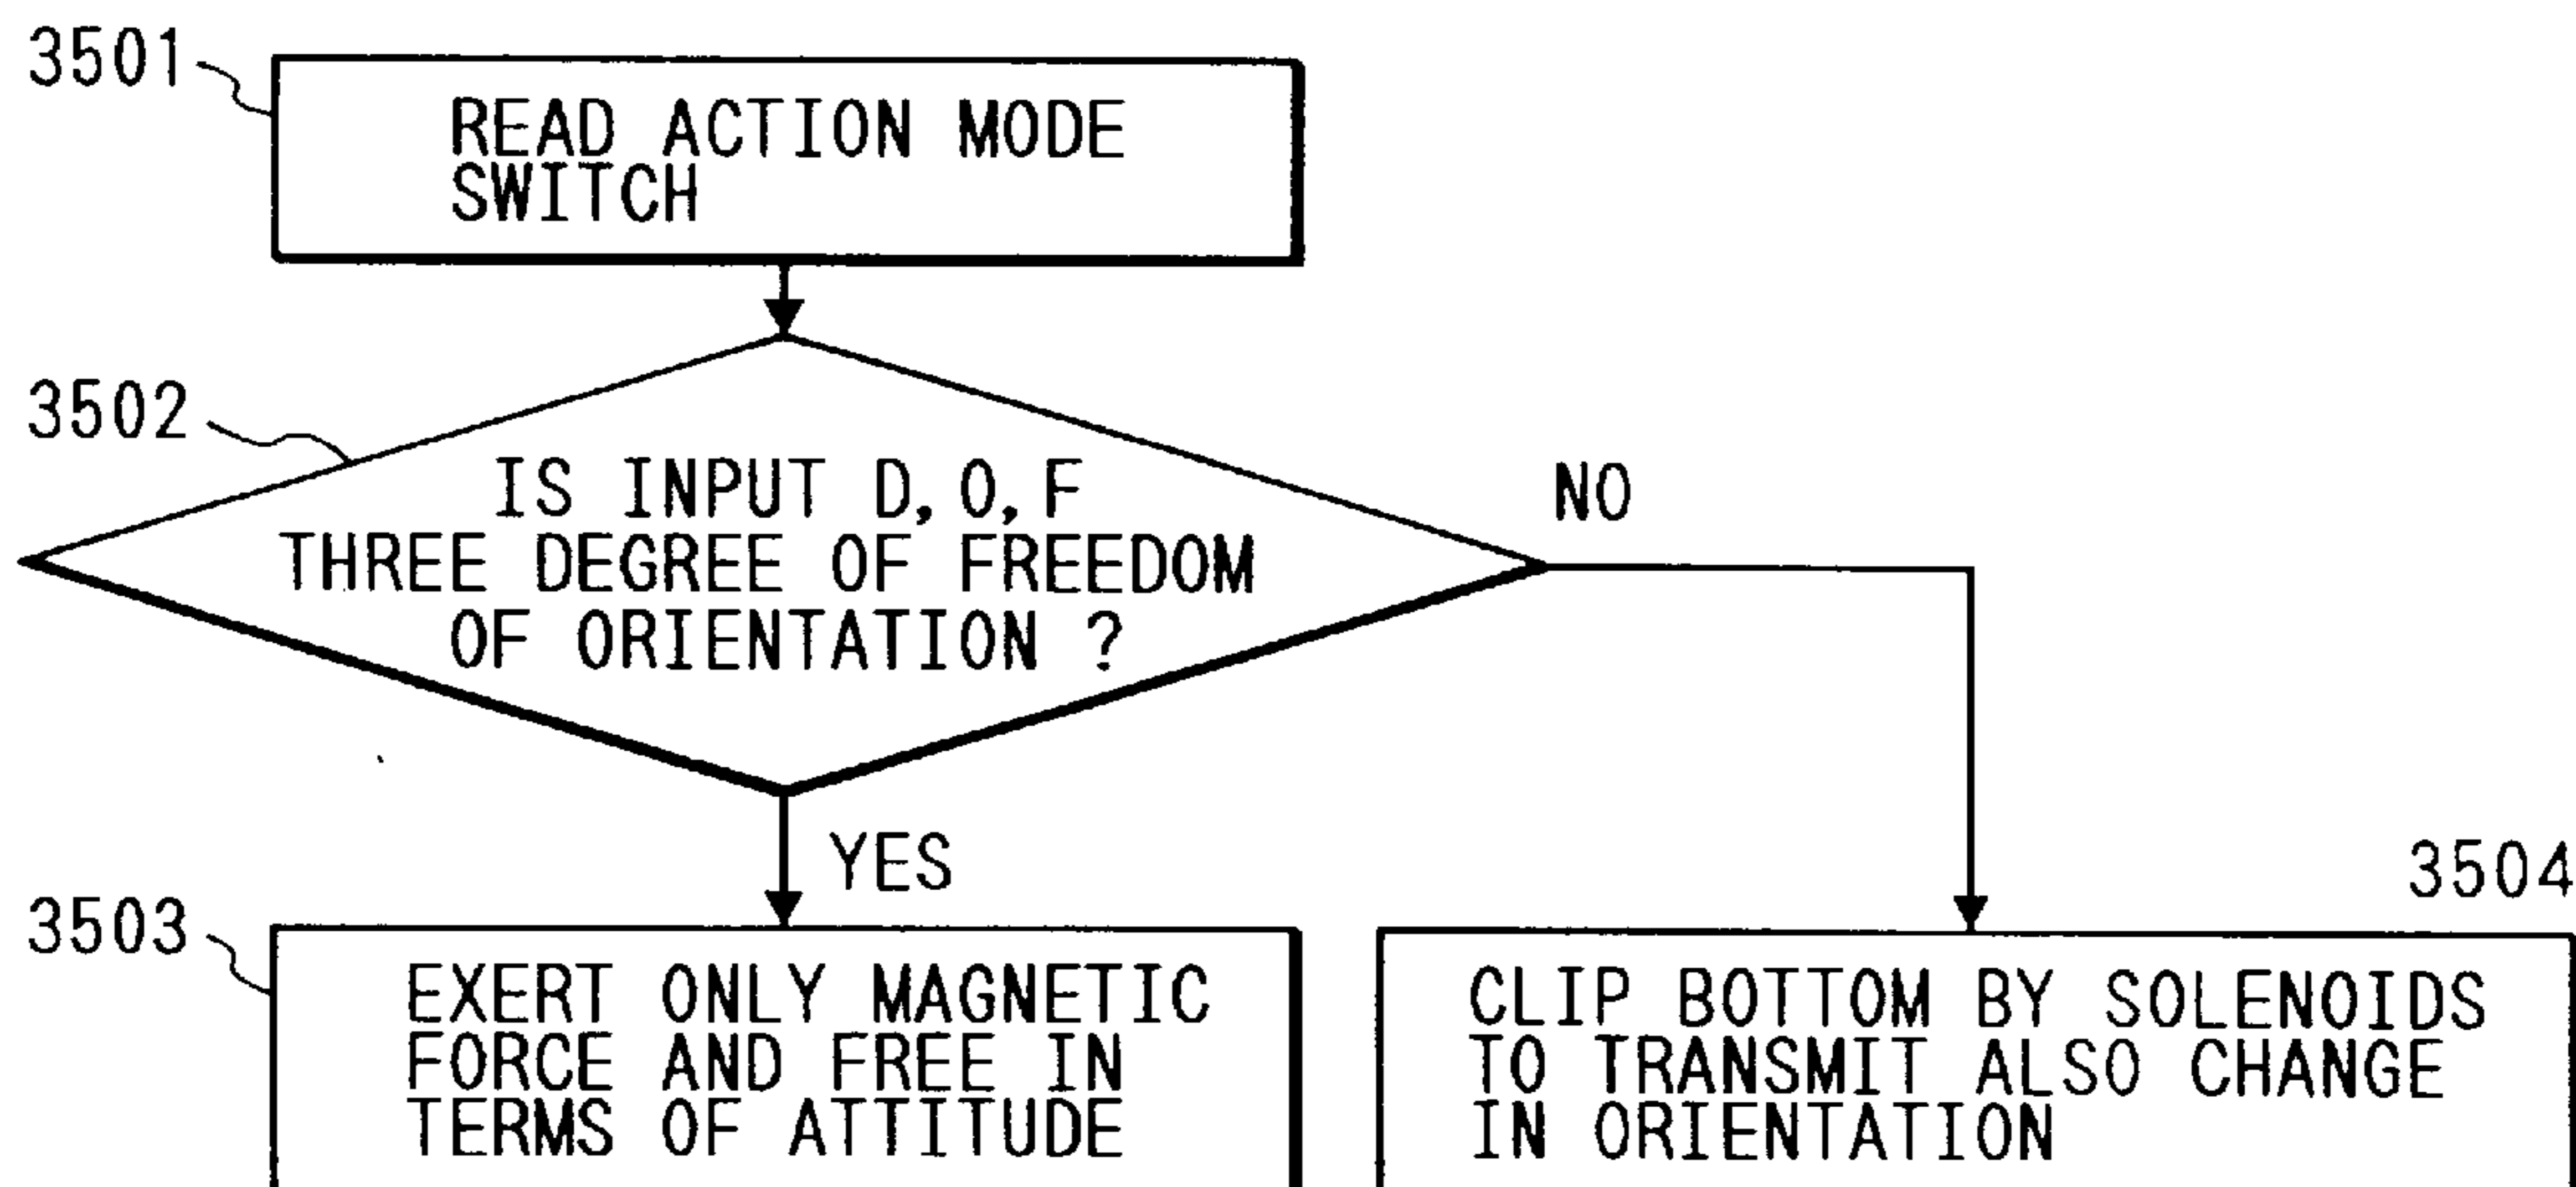 3501
READ ACTION MODE
SWITCH
3502
IS INPUT D,O,F
THREE DEGREE OF FREEDOM
OF ORIENTATION ?
NO
YES
3503
EXERT ONLY MAGNETIC
FORCE AND FREE IN
TERMS OF ATTITUDE
3504
CLIP BOTTOM BY SOLENOIDS
TO TRANSMIT ALSO CHANGE
IN ORIENTATION